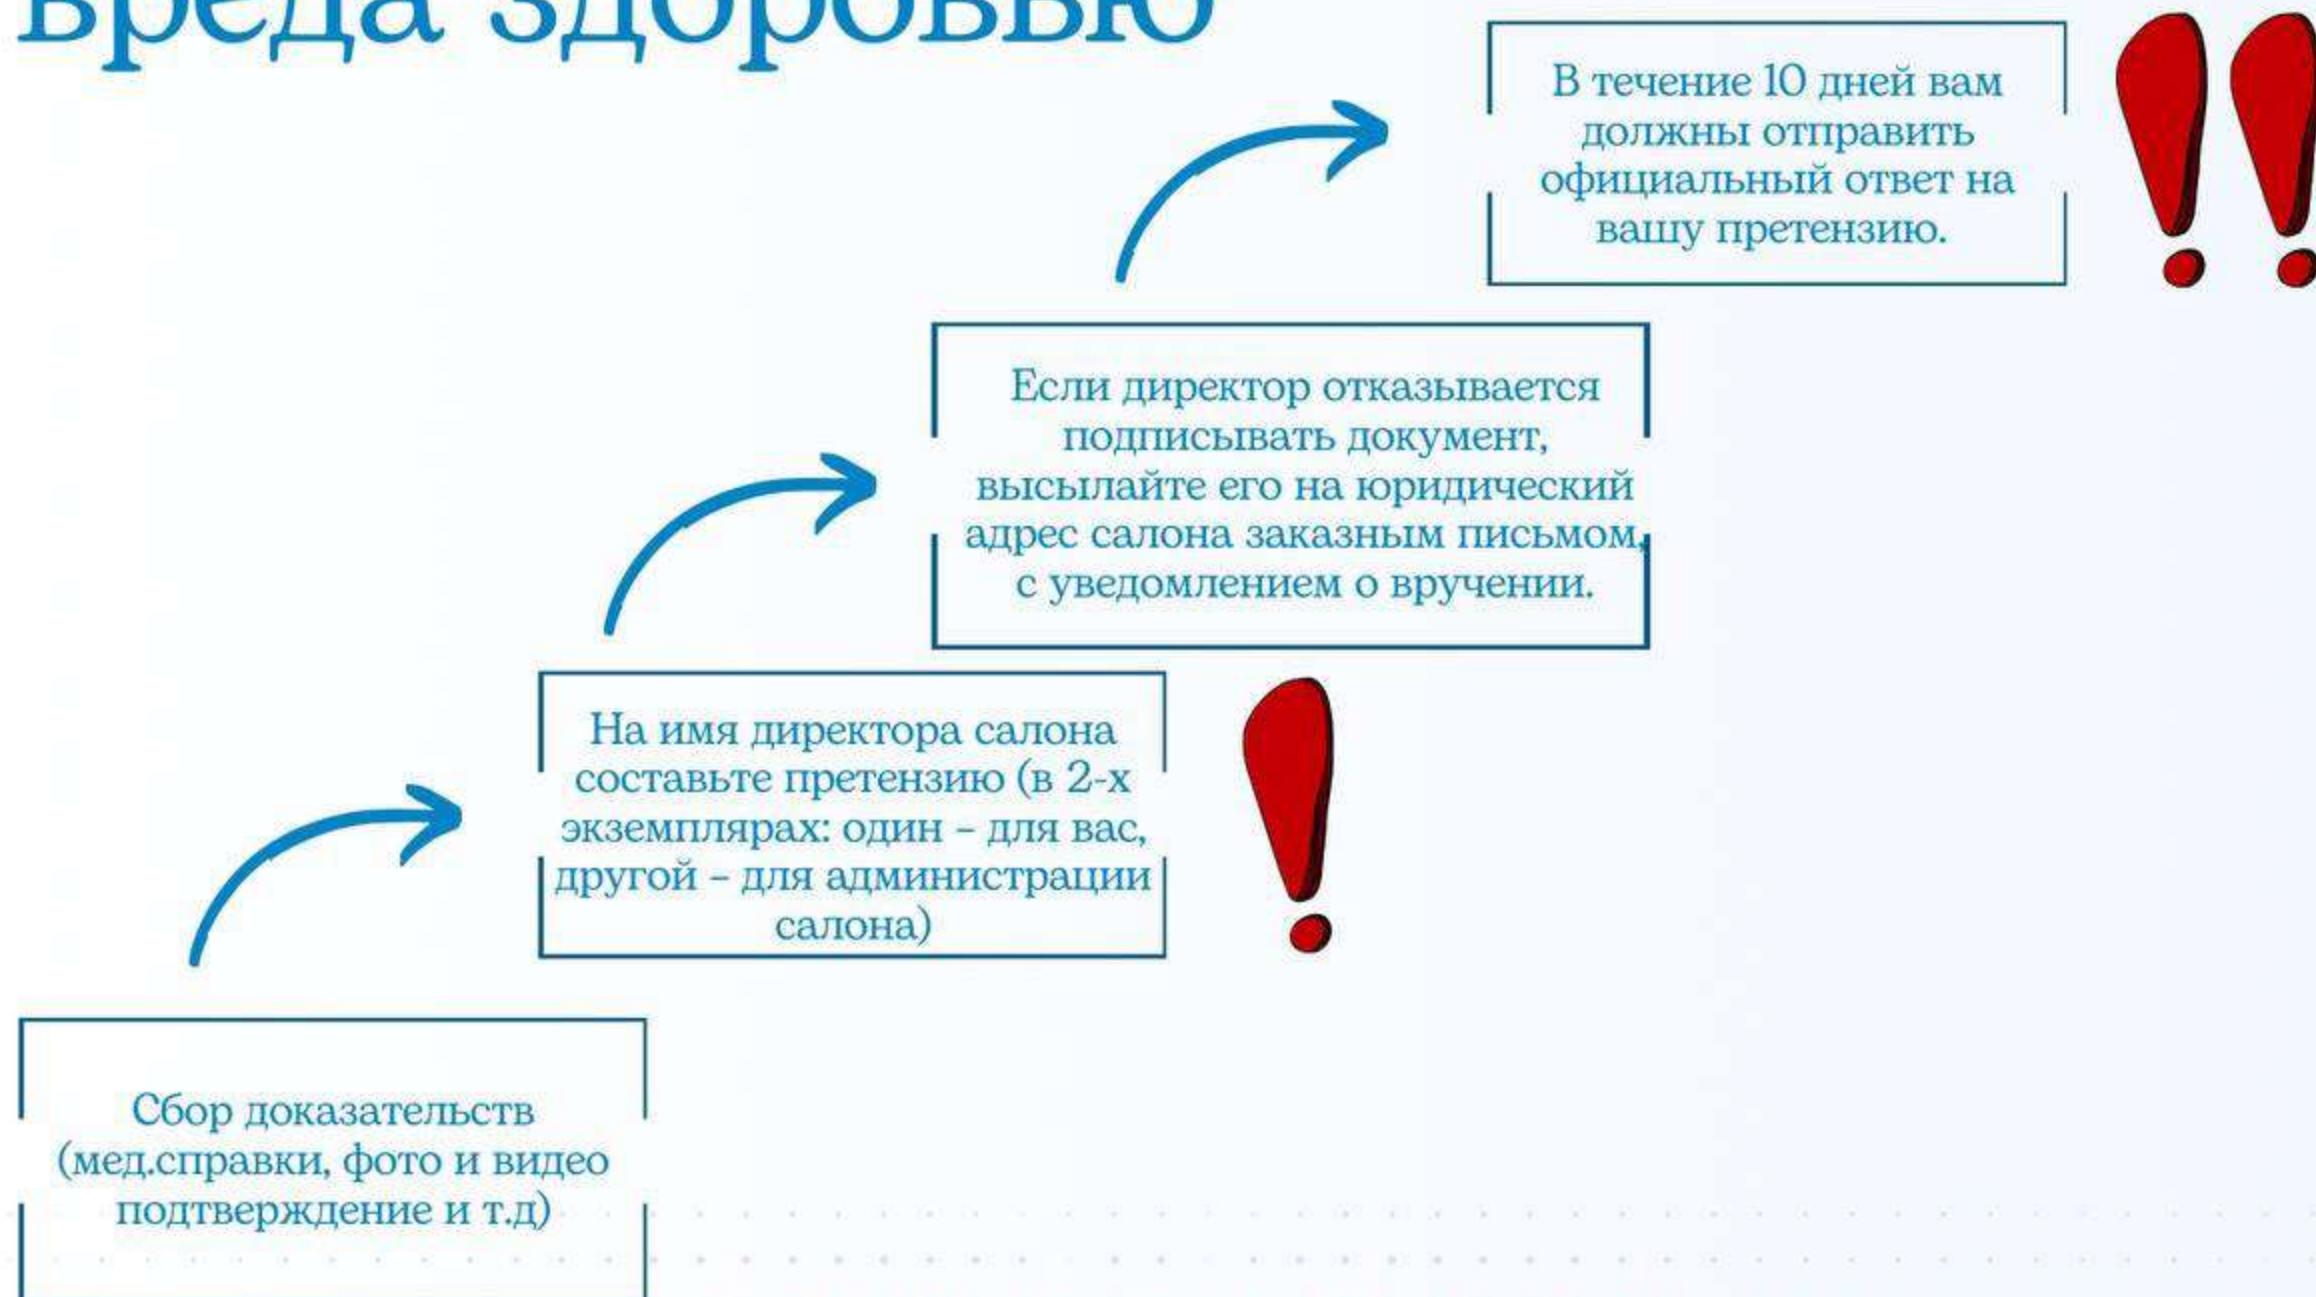 вреда здоровью
В течение 10 дней вам
должны отправить
официальный ответ на
вашу претензию.
Если директор отказывается
подписывать документ,
высылайте его на юридический
адрес салона заказным письмом,
с уведомлением о вручении.
На имя директора салона
составьте претензию (в 2-х
экземплярах: один – для вас,
другой – для администрации
салона)
Сбор доказательств
(мед.справки, фото и видео
подтверждение и т.д)